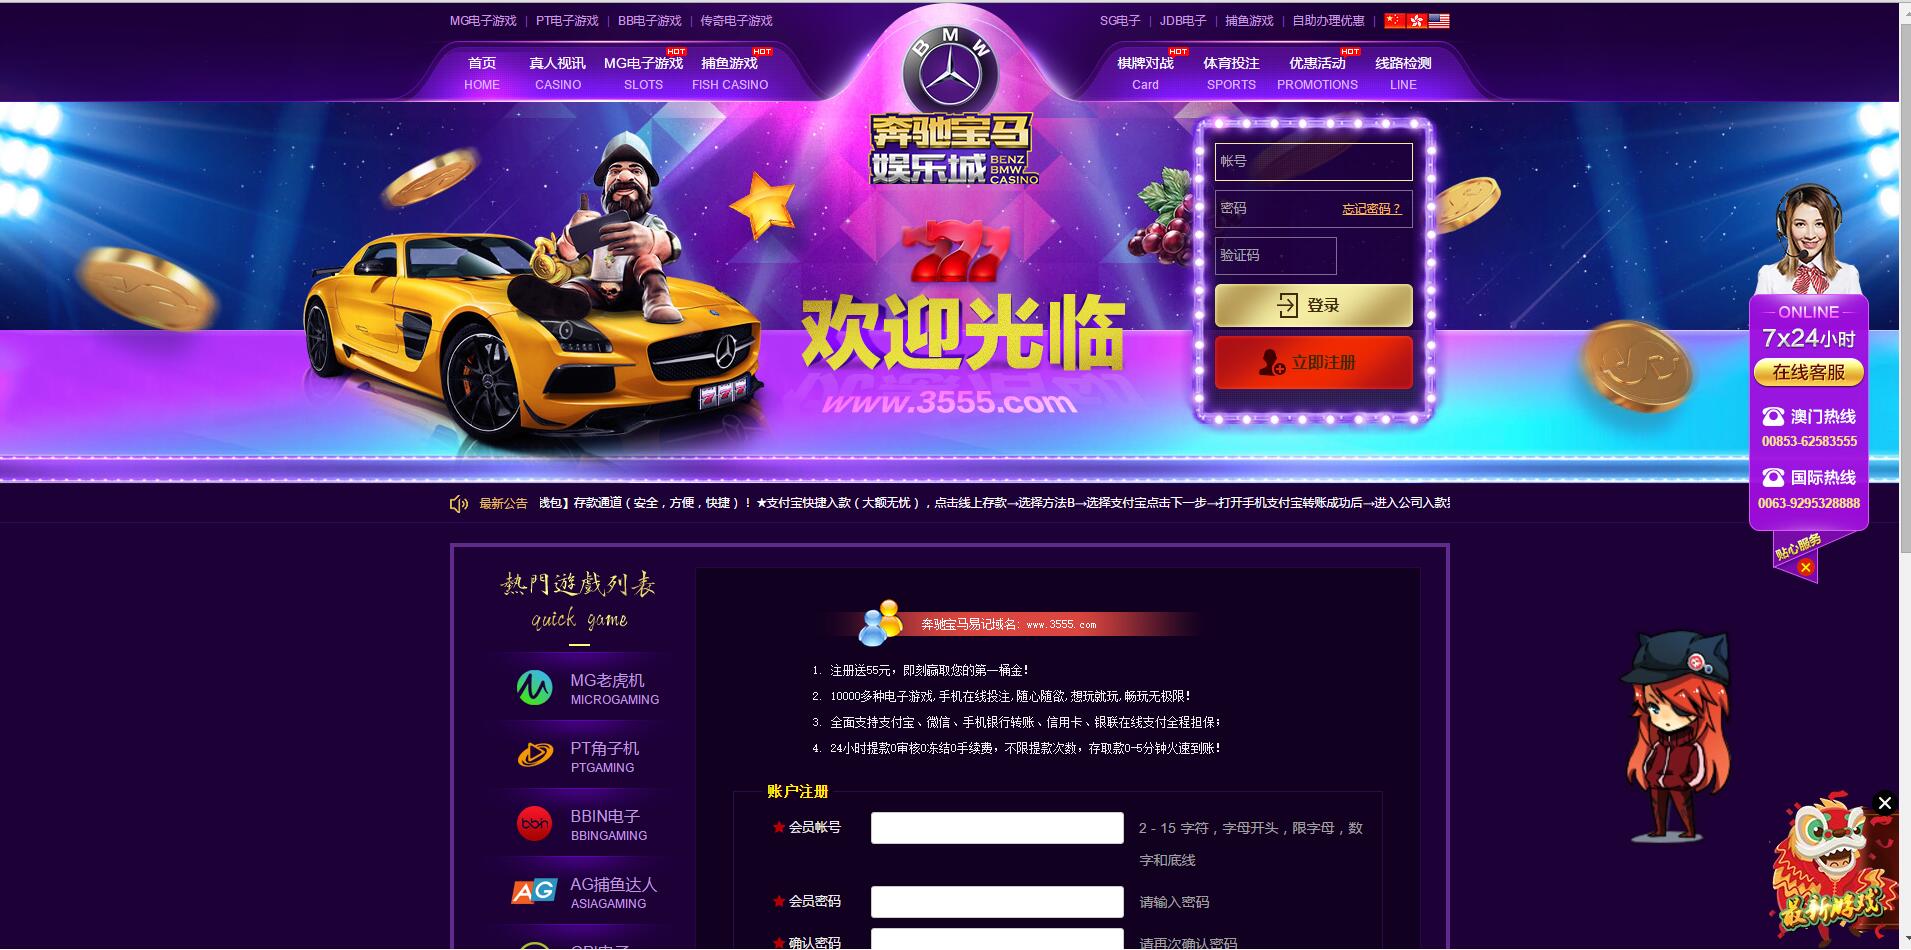 MG电子游戏 | PT电子游戏 | BB电子游戏 | 传奇电子游戏
SG电子 | JDB电子 | 捕鱼游戏 | 自助办理优惠 |
首页 真人视讯 MG电子游戏 HOT 捕鱼游戏 HOT
HOME CASINO SLOTS FISH CASINO
BMW
棋牌对战 HOT 体育投注 优惠活动 HOT 线路检测
Card SPORTS PROMOTIONS LINE
奔驰宝马
娱乐城 BENZ BMW CASINO
777
欢迎光临
www.3555.com
777
帐号
密码 忘记密码？
验证码
登录
立即注册
ONLINE
7x24小时
在线客服
澳门热线
00853-62583555
国际热线
0063-9295328888
贴心服务
最新公告 钱包】存款通道（安全，方便，快捷）！★支付宝快捷入款（大额无忧），点击线上存款→选择方法B→选择支付宝点击下一步→打开手机支付宝转账成功后→进入公司入款
熱門遊戲列表
quick game
MG老虎机
MICROGAMING
PT角子机
PTGAMING
bbin
BBIN电子
BBINGAMING
AG
AG捕鱼达人
ASIAGAMING
奔驰宝马易记域名: www.3555.com
1. 注册送55元，即刻赢取您的第一桶金！
2. 10000多种电子游戏,手机在线投注,随心随欲,想玩就玩,畅玩无极限！
3. 全面支持支付宝、微信、手机银行转账、信用卡、银联在线支付全程担保；
4. 24小时提款0审核0冻结0手续费，不限提款次数，存取款0-5分钟火速到账！
账户注册
★ 会员帐号 2 - 15 字符，字母开头，限字母，数
字和底线
★ 会员密码 请输入密码
★ 确认密码 请再次确认密码
最新游戏